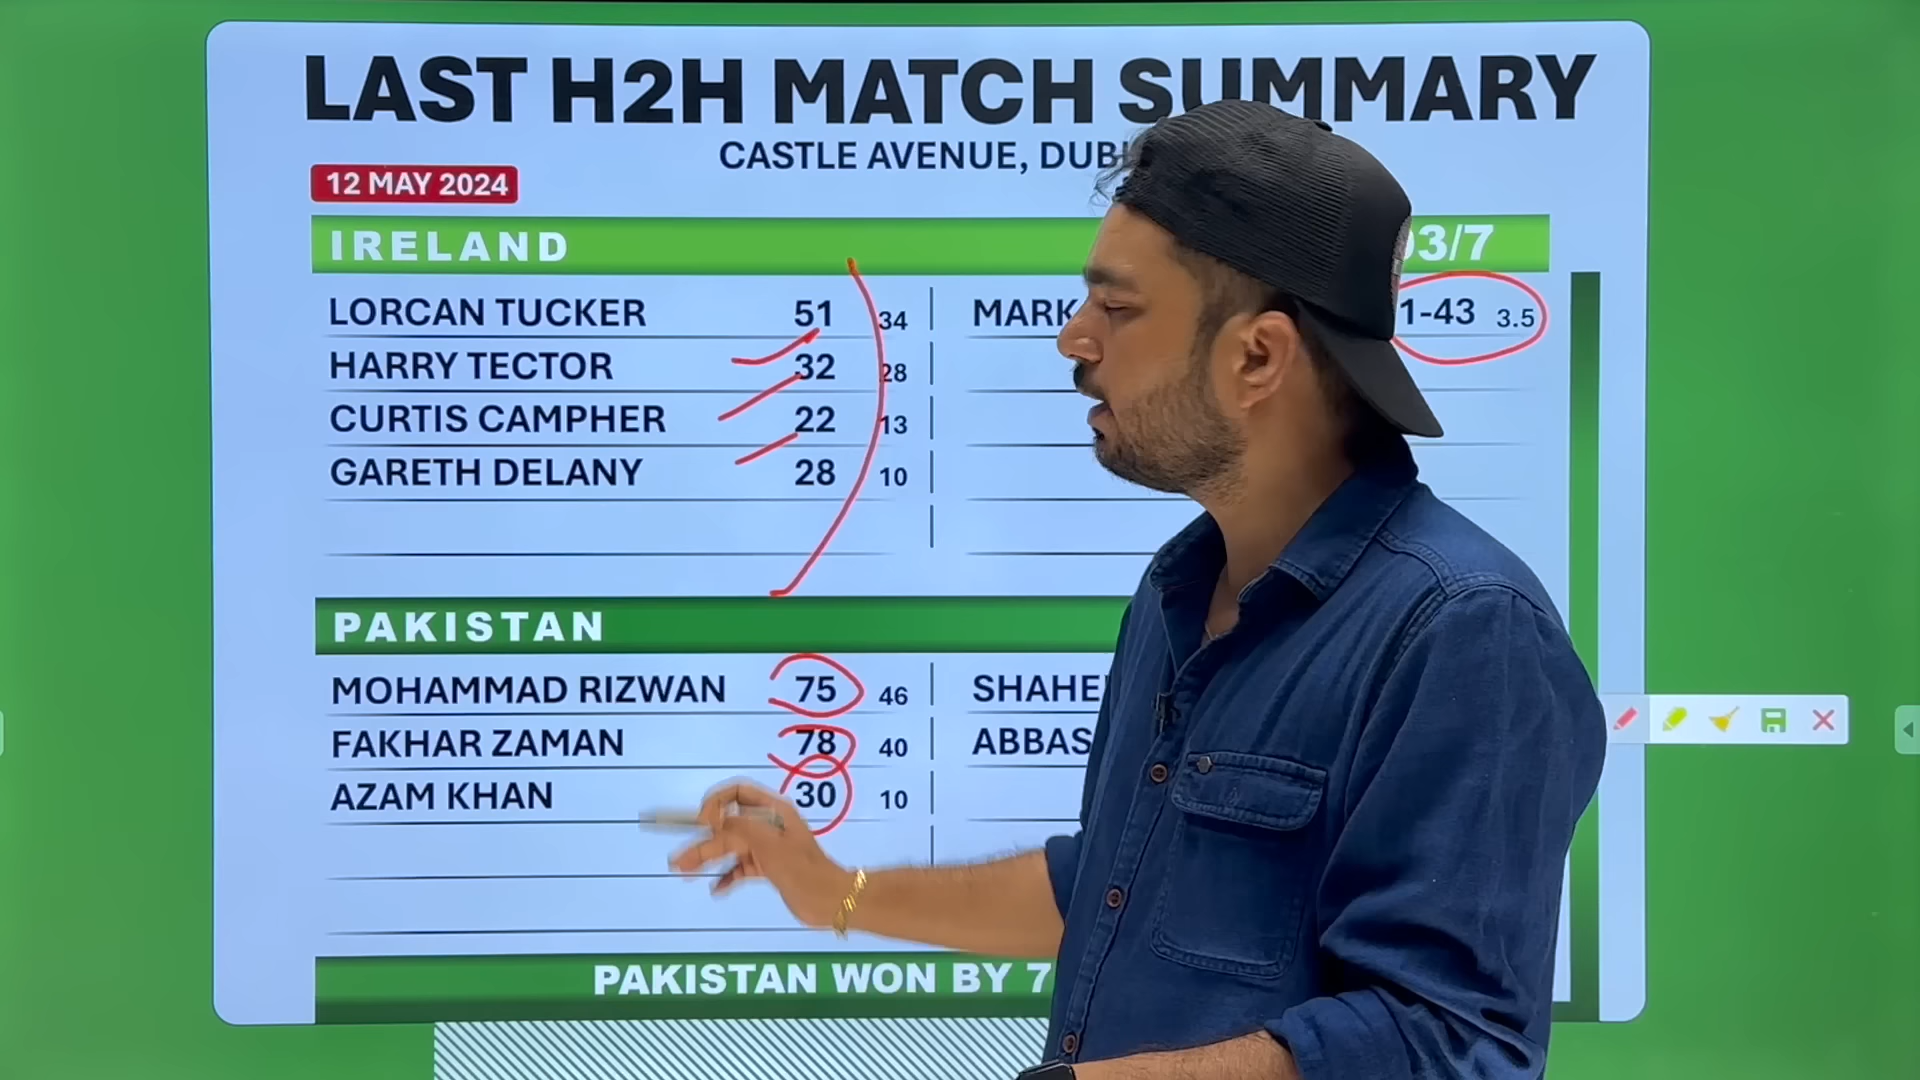 LAST H2H MATCH SUMMARY
CASTLE AVENUE,
12 MAY 2024
IRELAND 03/7
LORCAN TUCKER 51 34 MARK 1-43 3.5
HARRY TECTOR 32 28
CURTIS CAMPHER 22 13
GARETH DELANY 28 10
PAKISTAN
MOHAMMAD RIZWAN 75 46
FAKHAR ZAMAN 78 40 ABBAS
AZAM KHAN 30 10
PAKISTAN WON BY 7